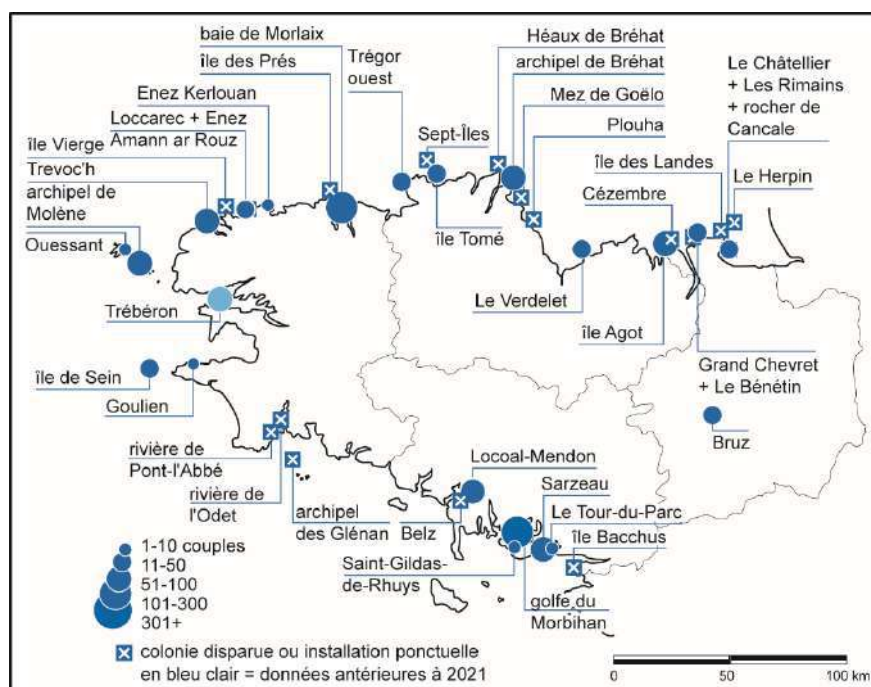 baie de Morlaix
île des Prés
Enez Kerlouan
Loccarec + Enez
Amann ar Rouz
île Vierge
Trevoc'h
archipel de
Molène
Ouessant
Trégor
ouest
Sept-Îles
Héaux de Bréhat
archipel de Bréhat
Mez de Goëlo
Plouha
Le Châtellier
+ Les Rimains
+ rocher de
Cancale
île des Landes
Cézembre
Le Herpin
île Tomé
Le Verdelet
île Agot
Grand Chevret
+ Le Bénétin
Bruz
Trébéron
île de Sein
Goulien
rivière de
Pont-l'Abbé
rivière de
l'Odet
archipel
des Glénan
Locoal-Mendon
Belz
Sarzeau
Le Tour-du-Parc
île Bacchus
Saint-Gildas-
de-Rhuys
golfe du
Morbihan
1-10 couples
11-50
51-100
101-300
301+
colonie disparue ou installation ponctuelle
en bleu clair = données antérieures à 2021
0 50 100 km